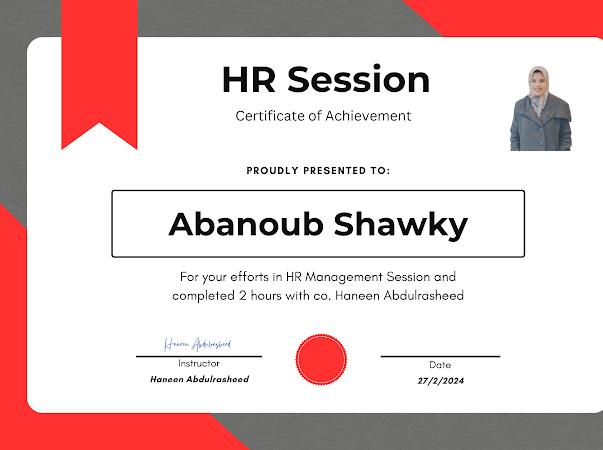 HR Session
Certificate of Achievement
PROUDLY PRESENTED TO:
Abanoub Shawky
For your efforts in HR Management Session and
completed 2 hours with co. Haneen Abdulrasheed
Haneen Abdulrasheed
Instructor
Date
Haneen Abdulrasheed
27/2/2024